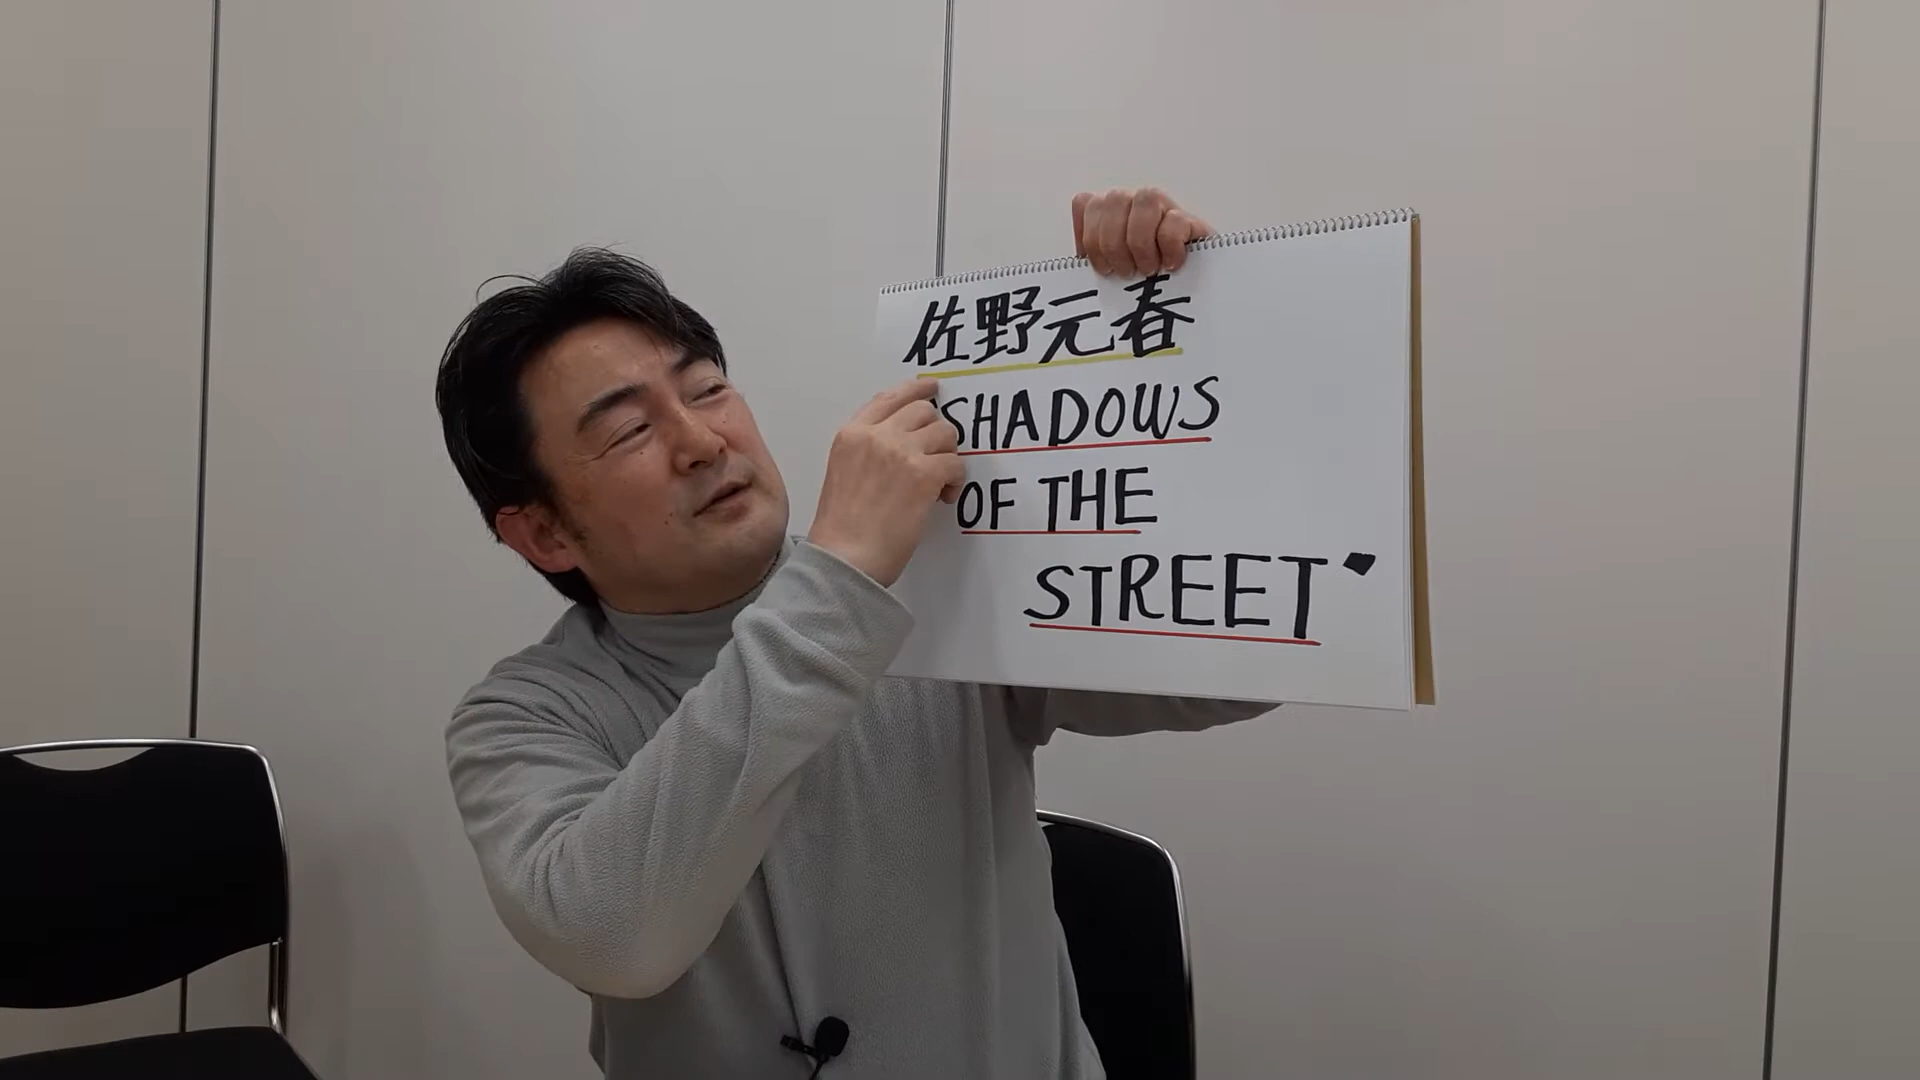 佐野元春
"SHADOWS
OF THE
STREET"